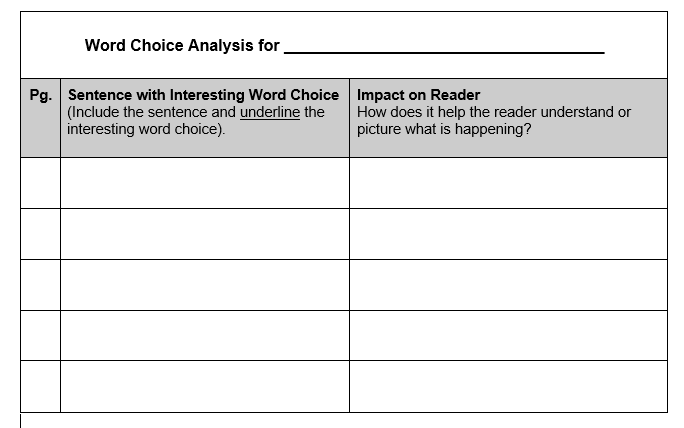 Word Choice Analysis for ____________________________________
Pg.
Sentence with Interesting Word Choice
(Include the sentence and underline the
interesting word choice).
Impact on Reader
How does it help the reader understand or
picture what is happening?